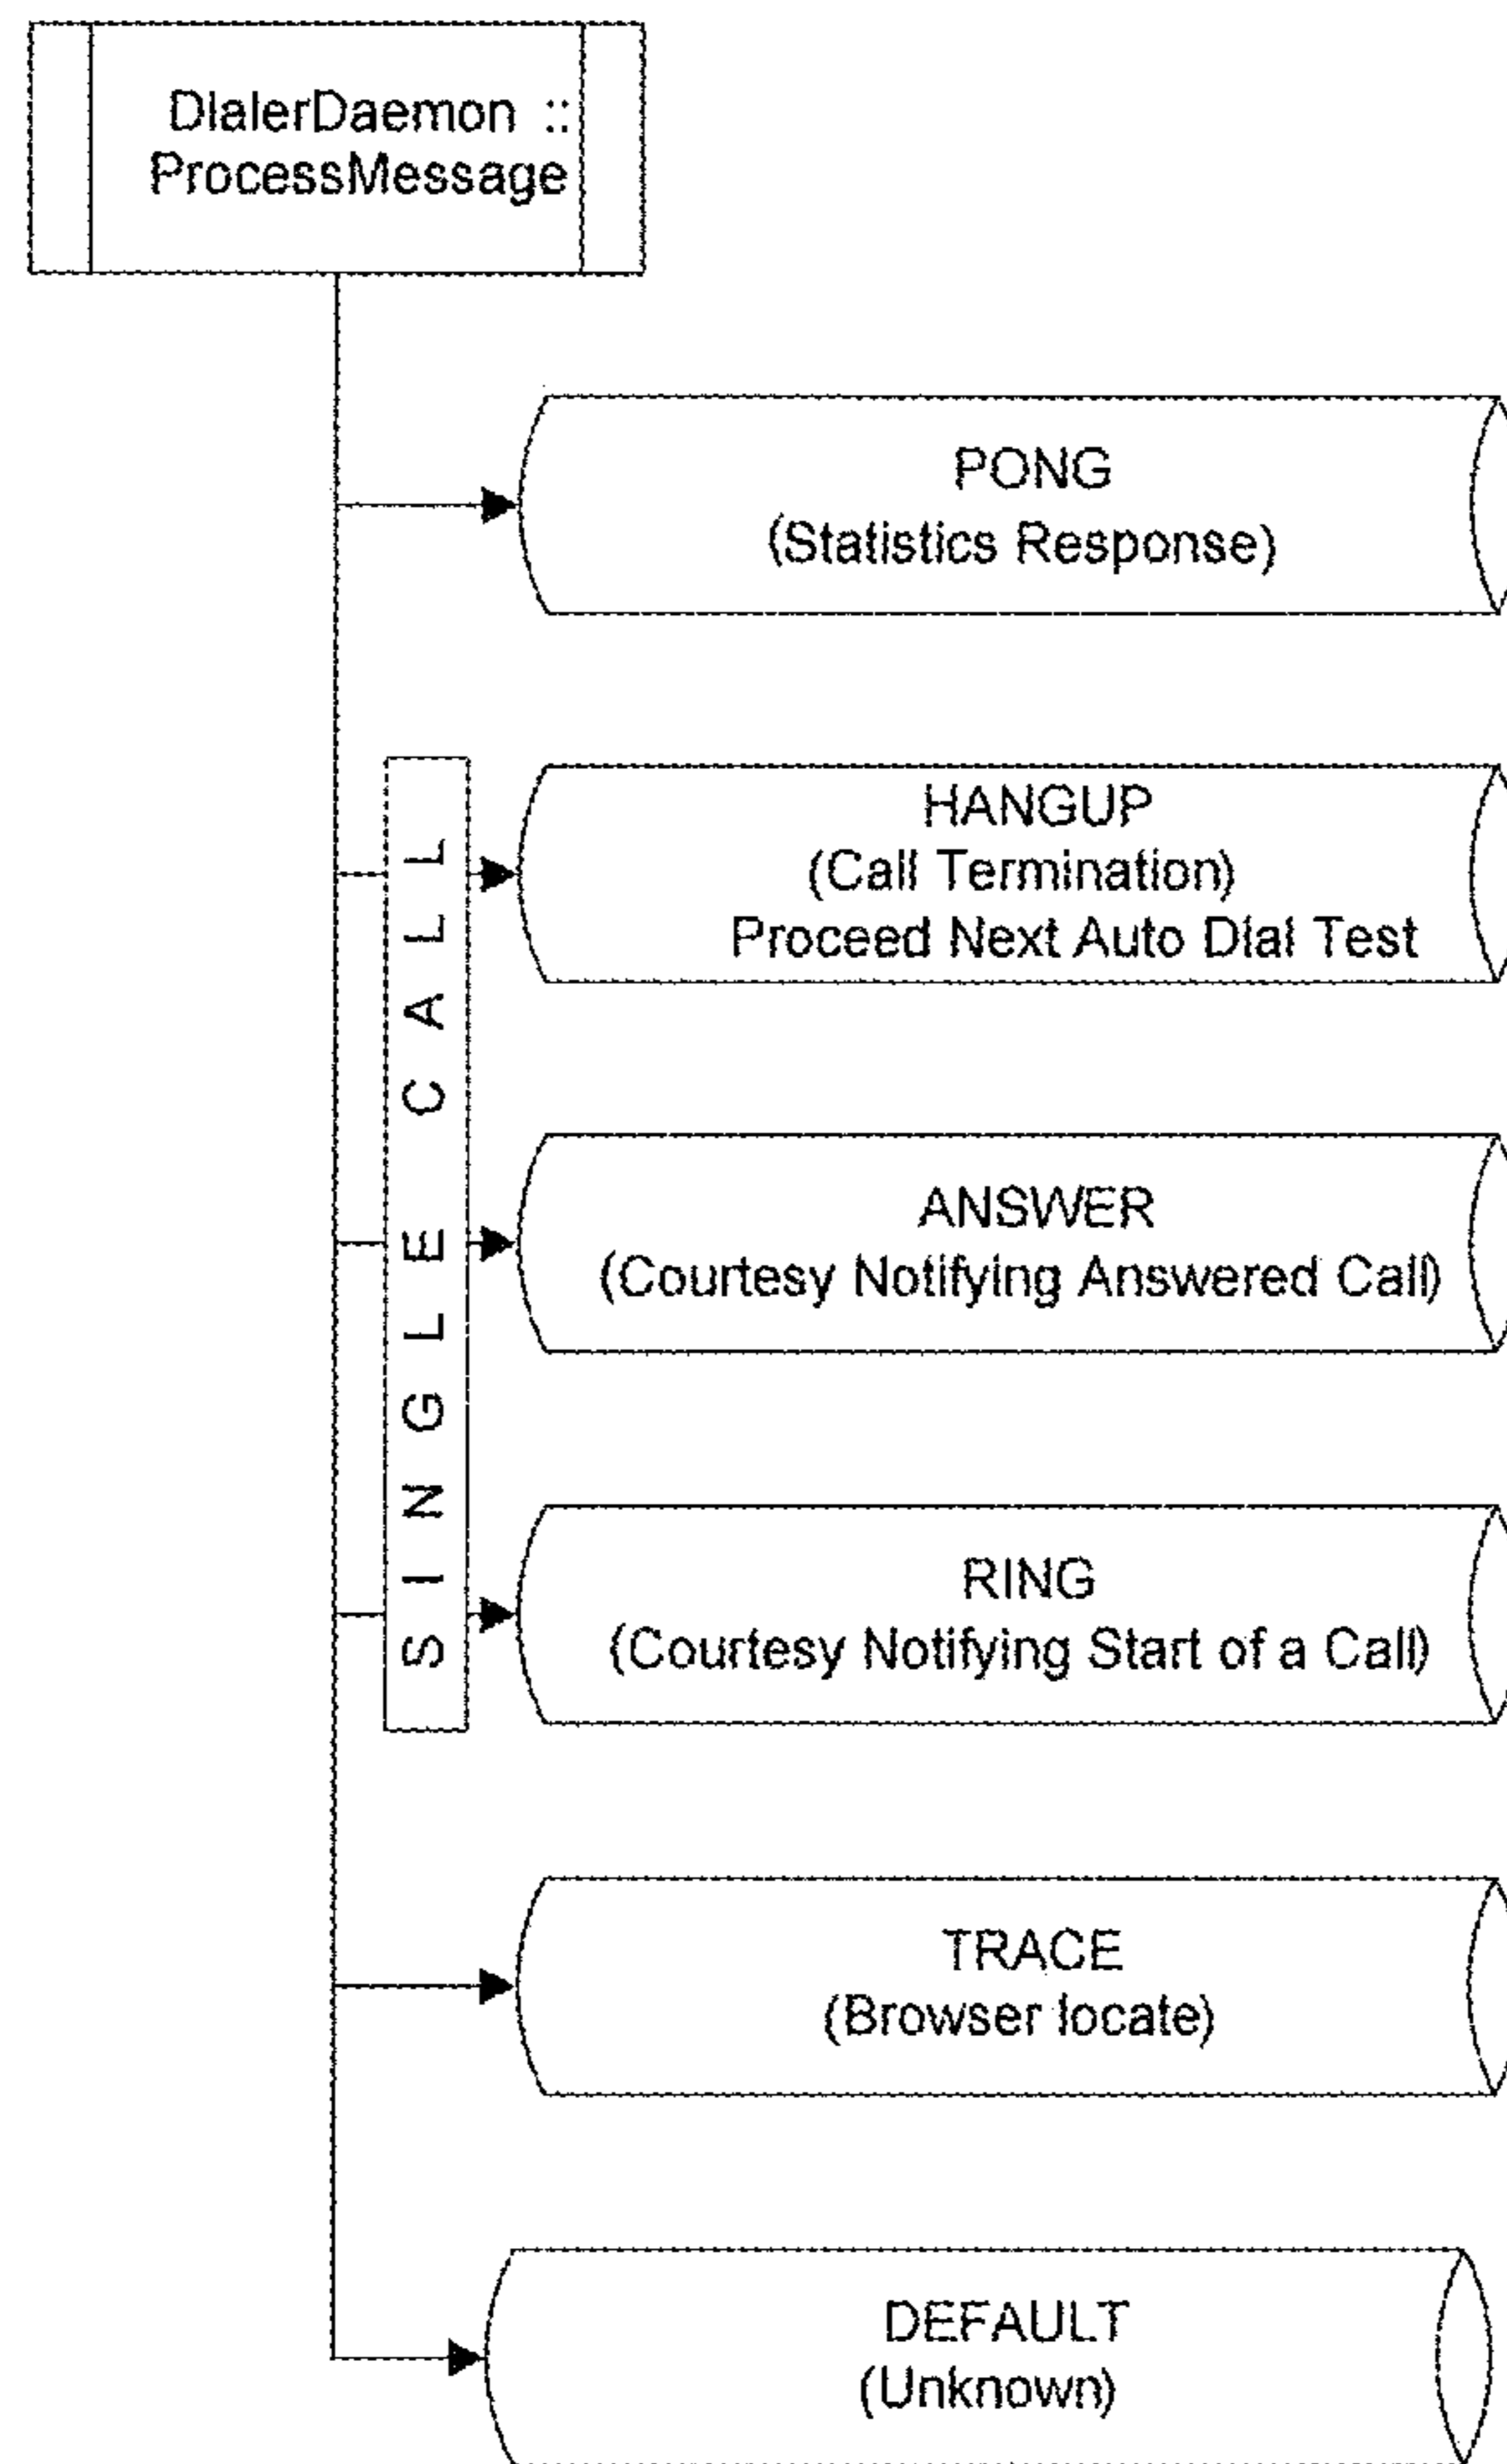 DialerDaemon ::
ProcessMessage
PONG
(Statistics Response)
SINGLE CALL
HANGUP
(Call Termination)
Proceed Next Auto Dial Test
ANSWER
(Courtesy Notifying Answered Call)
RING
(Courtesy Notifying Start of a Call)
TRACE
(Browser locate)
DEFAULT
(Unknown)